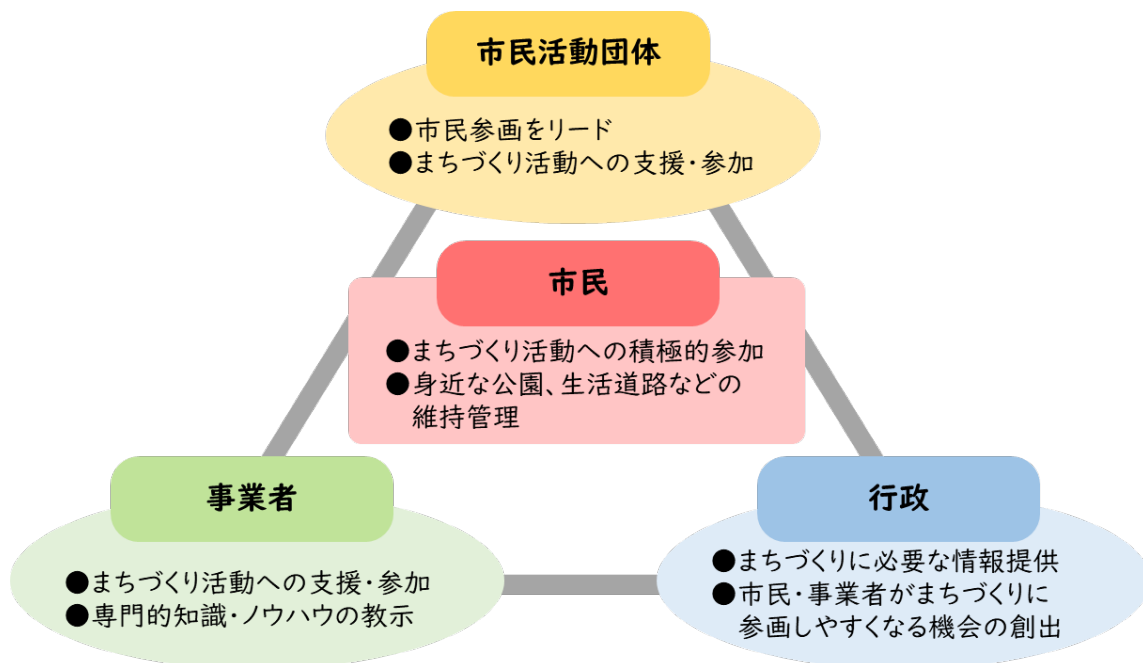 市民活動団体
●市民参画をリード
●まちづくり活動への支援・参加
市民
●まちづくり活動への積極的参加
●身近な公園、生活道路などの
維持管理
事業者
●まちづくり活動への支援・参加
●専門的知識・ノウハウの教示
行政
●まちづくりに必要な情報提供
●市民・事業者がまちづくりに
参画しやすくなる機会の創出